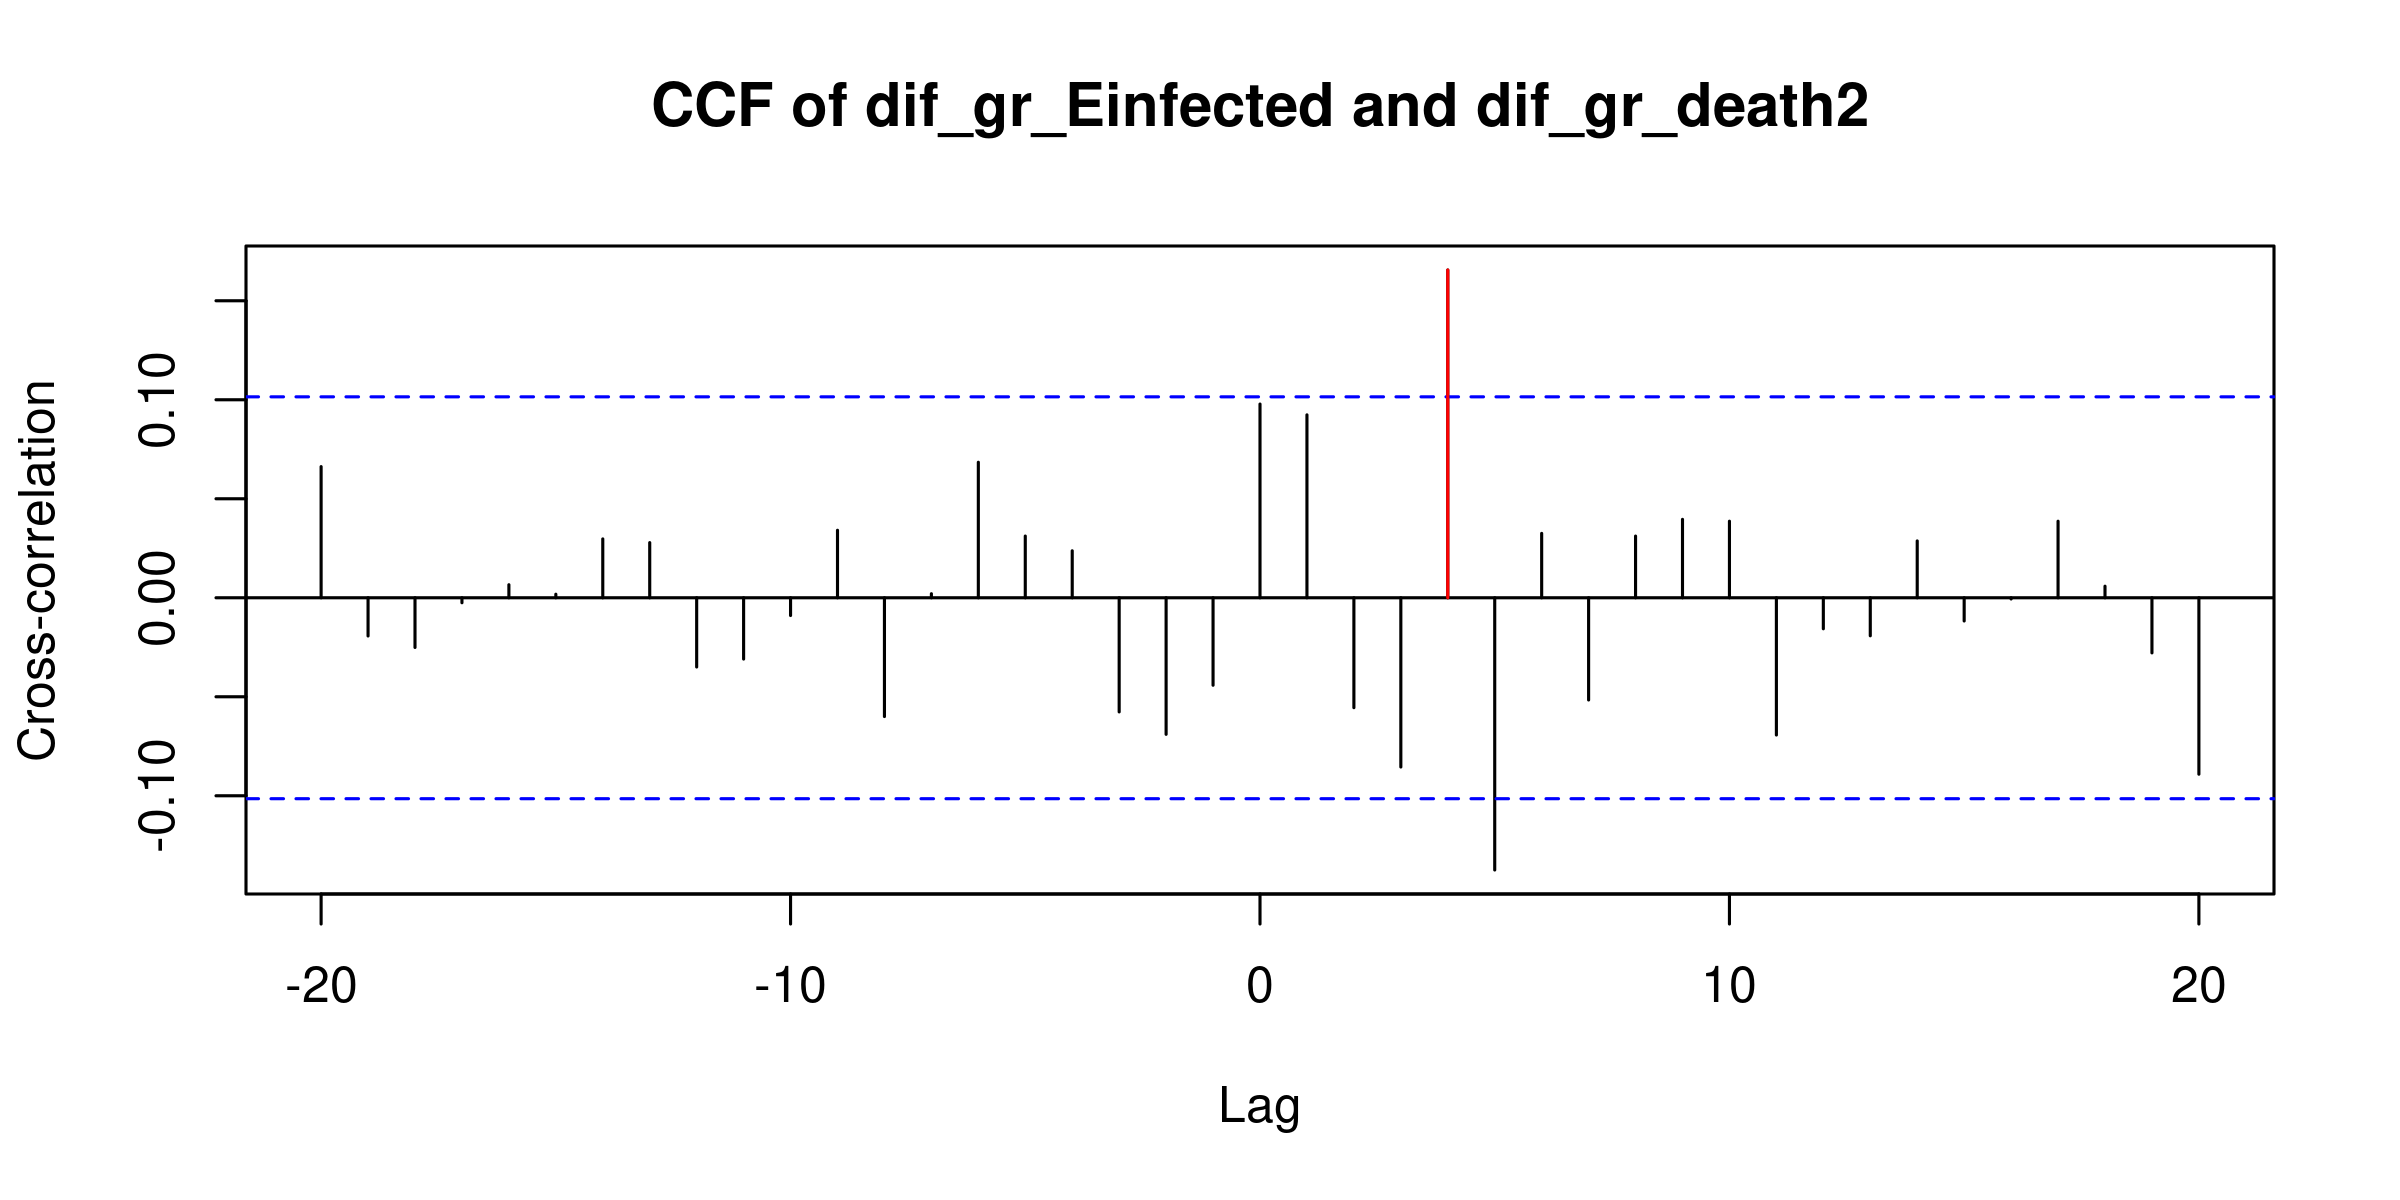 CCF of dif_gr_Einfected and dif_gr_death2
Cross-correlation
0.10
0.00
-0.10
-20 -10 0 10 20
Lag